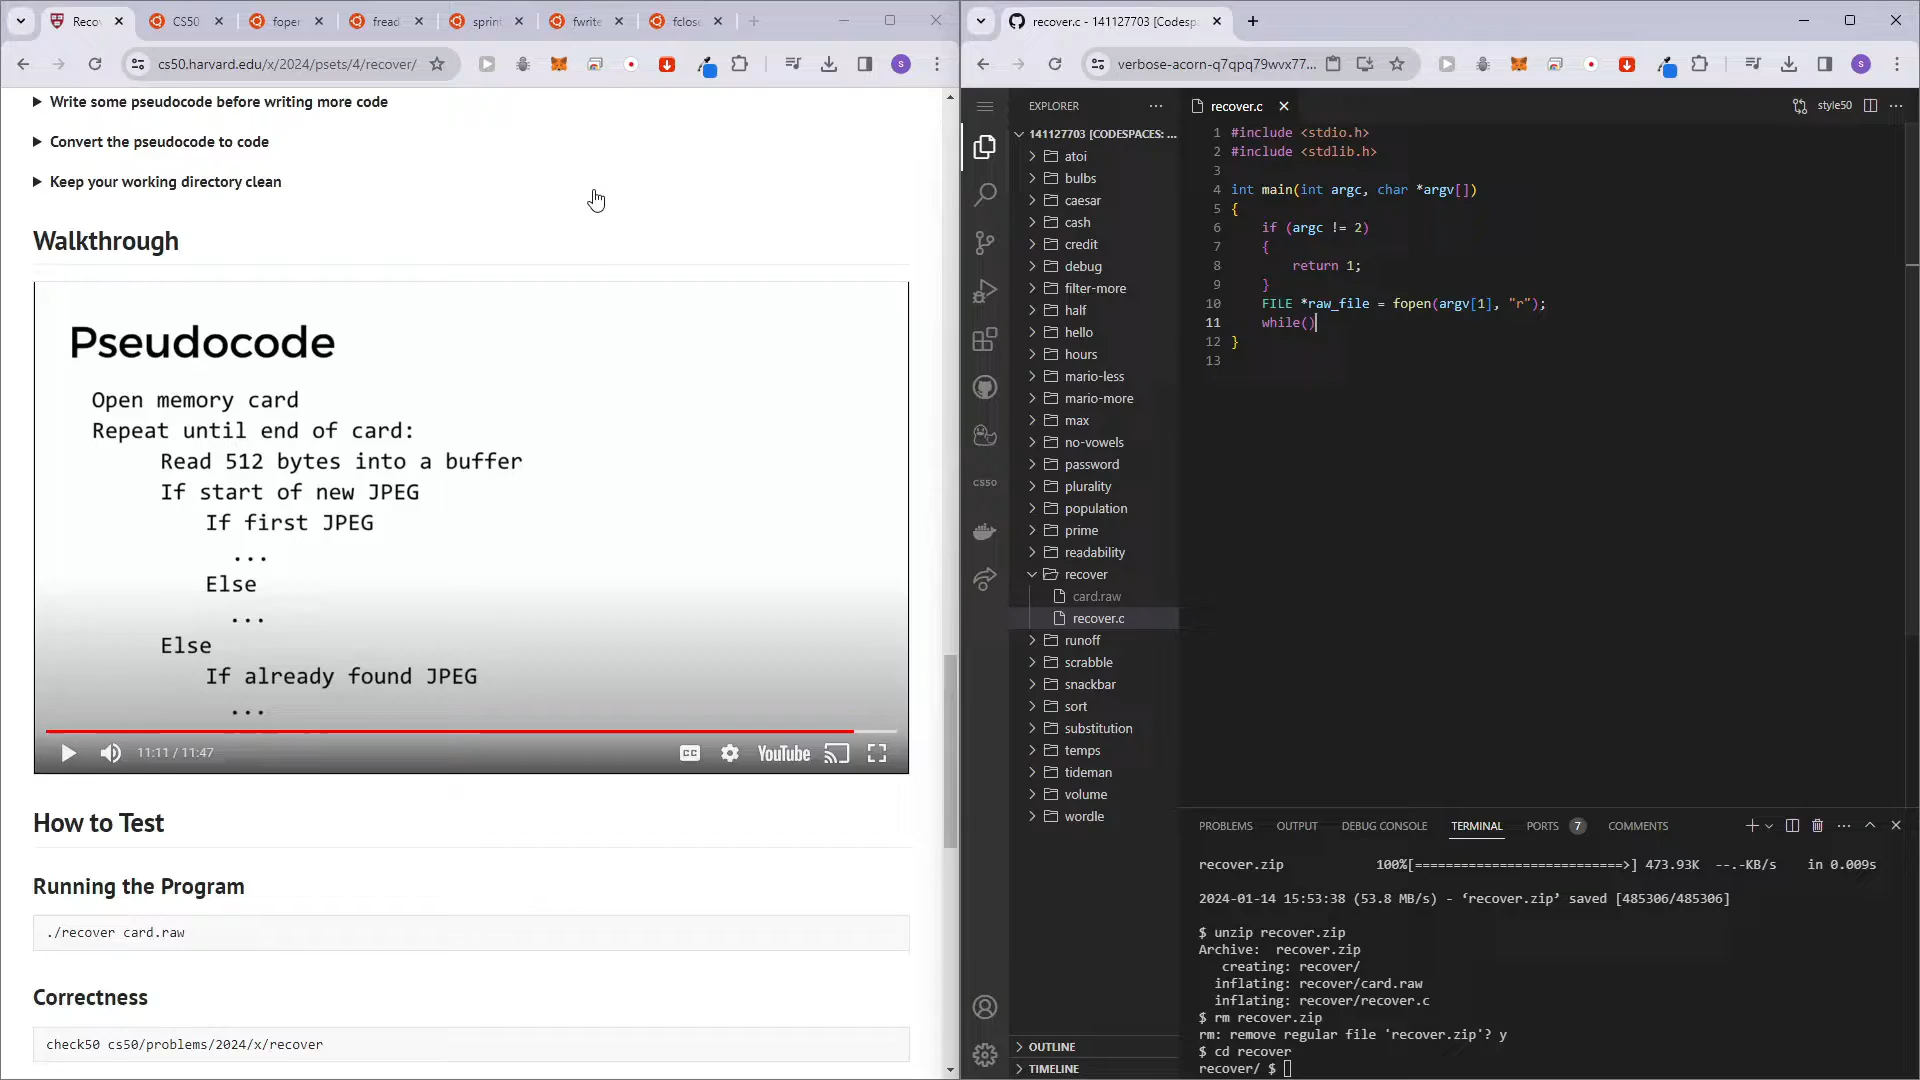 Reco
CS50
foper
fread
sprin
fwrite
fclose
cs50.harvard.edu/x/2024/psets/4/recover/
S
Write some pseudocode before writing more code
Convert the pseudocode to code
Keep your working directory clean
Walkthrough
Pseudocode
Open memory card
Repeat until end of card:
Read 512 bytes into a buffer
If start of new JPEG
If first JPEG
...
Else
...
Else
If already found JPEG
...
11:11 / 11:47
CC
YouTube
How to Test
Running the Program
./recover card.raw
Correctness
check50 cs50/problems/2024/x/recover
recover.c - 141127703 [Codesp
verbose-acorn-q7qpq79wvx77...
S
EXPLORER
141127703 [CODESPACES: ...
atoi
bulbs
caesar
cash
credit
debug
filter-more
half
hello
hours
mario-less
mario-more
max
no-vowels
password
plurality
population
prime
readability
recover
card.raw
recover.c
runoff
scrabble
snackbar
sort
substitution
temps
tideman
volume
wordle
OUTLINE
TIMELINE
CS50
recover.c
style50
1 #include <stdio.h>
2 #include <stdlib.h>
3
4 int main(int argc, char *argv[])
5 {
6 if (argc != 2)
7 {
8 return 1;
9 }
10 FILE *raw_file = fopen(argv[1], "r");
11 while()
12 }
13
PROBLEMS OUTPUT DEBUG CONSOLE TERMINAL PORTS 7 COMMENTS
recover.zip 100%[===========================>] 473.93K --.-KB/s in 0.009s
2024-01-14 15:53:38 (53.8 MB/s) - ‘recover.zip’ saved [485306/485306]
$ unzip recover.zip
Archive: recover.zip
creating: recover/
inflating: recover/card.raw
inflating: recover/recover.c
$ rm recover.zip
rm: remove regular file 'recover.zip'? y
$ cd recover
recover/ $